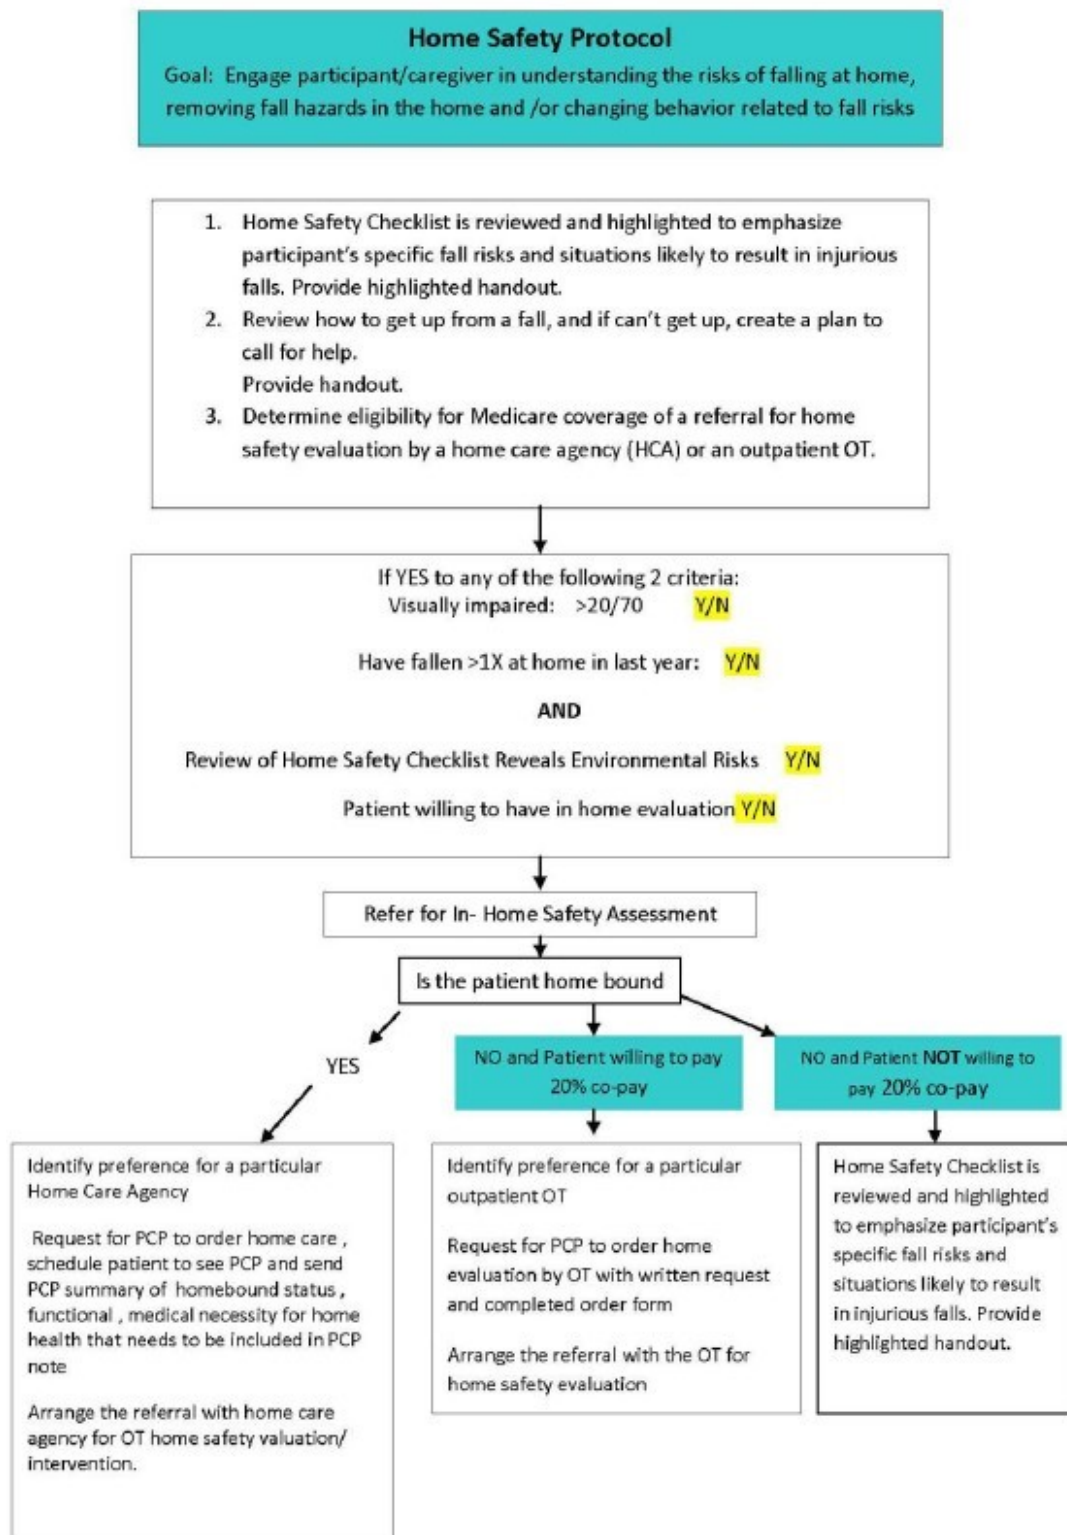 Home Safety Protocol
Goal: Engage participant/caregiver in understanding the risks of falling at home,
removing fall hazards in the home and /or changing behavior related to fall risks
1. Home Safety Checklist is reviewed and highlighted to emphasize
participant's specific fall risks and situations likely to result in injurious
falls. Provide highlighted handout.
2. Review how to get up from a fall, and if can't get up, create a plan to
call for help.
Provide handout.
3. Determine eligibility for Medicare coverage of a referral for home
safety evaluation by a home care agency (HCA) or an outpatient OT.
If YES to any of the following 2 criteria:
Visually impaired: >20/70 Y/N
Have fallen >1X at home in last year: Y/N
AND
Review of Home Safety Checklist Reveals Environmental Risks Y/N
Patient willing to have in home evaluation Y/N
Refer for In- Home Safety Assessment
Is the patient home bound
YES
NO and Patient willing to pay
20% co-pay
NO and Patient NOT willing to
pay 20% co-pay
Identify preference for a particular
Home Care Agency
Request for PCP to order home care ,
schedule patient to see PCP and send
PCP summary of homebound status ,
functional , medical necessity for home
health that needs to be included in PCP
note
Arrange the referral with home care
agency for OT home safety valuation/
intervention.
Identify preference for a particular
outpatient OT
Request for PCP to order home
evaluation by OT with written request
and completed order form
Arrange the referral with the OT for
home safety evaluation
Home Safety Checklist is
reviewed and highlighted
to emphasize participant's
specific fall risks and
situations likely to result
in injurious falls. Provide
highlighted handout.